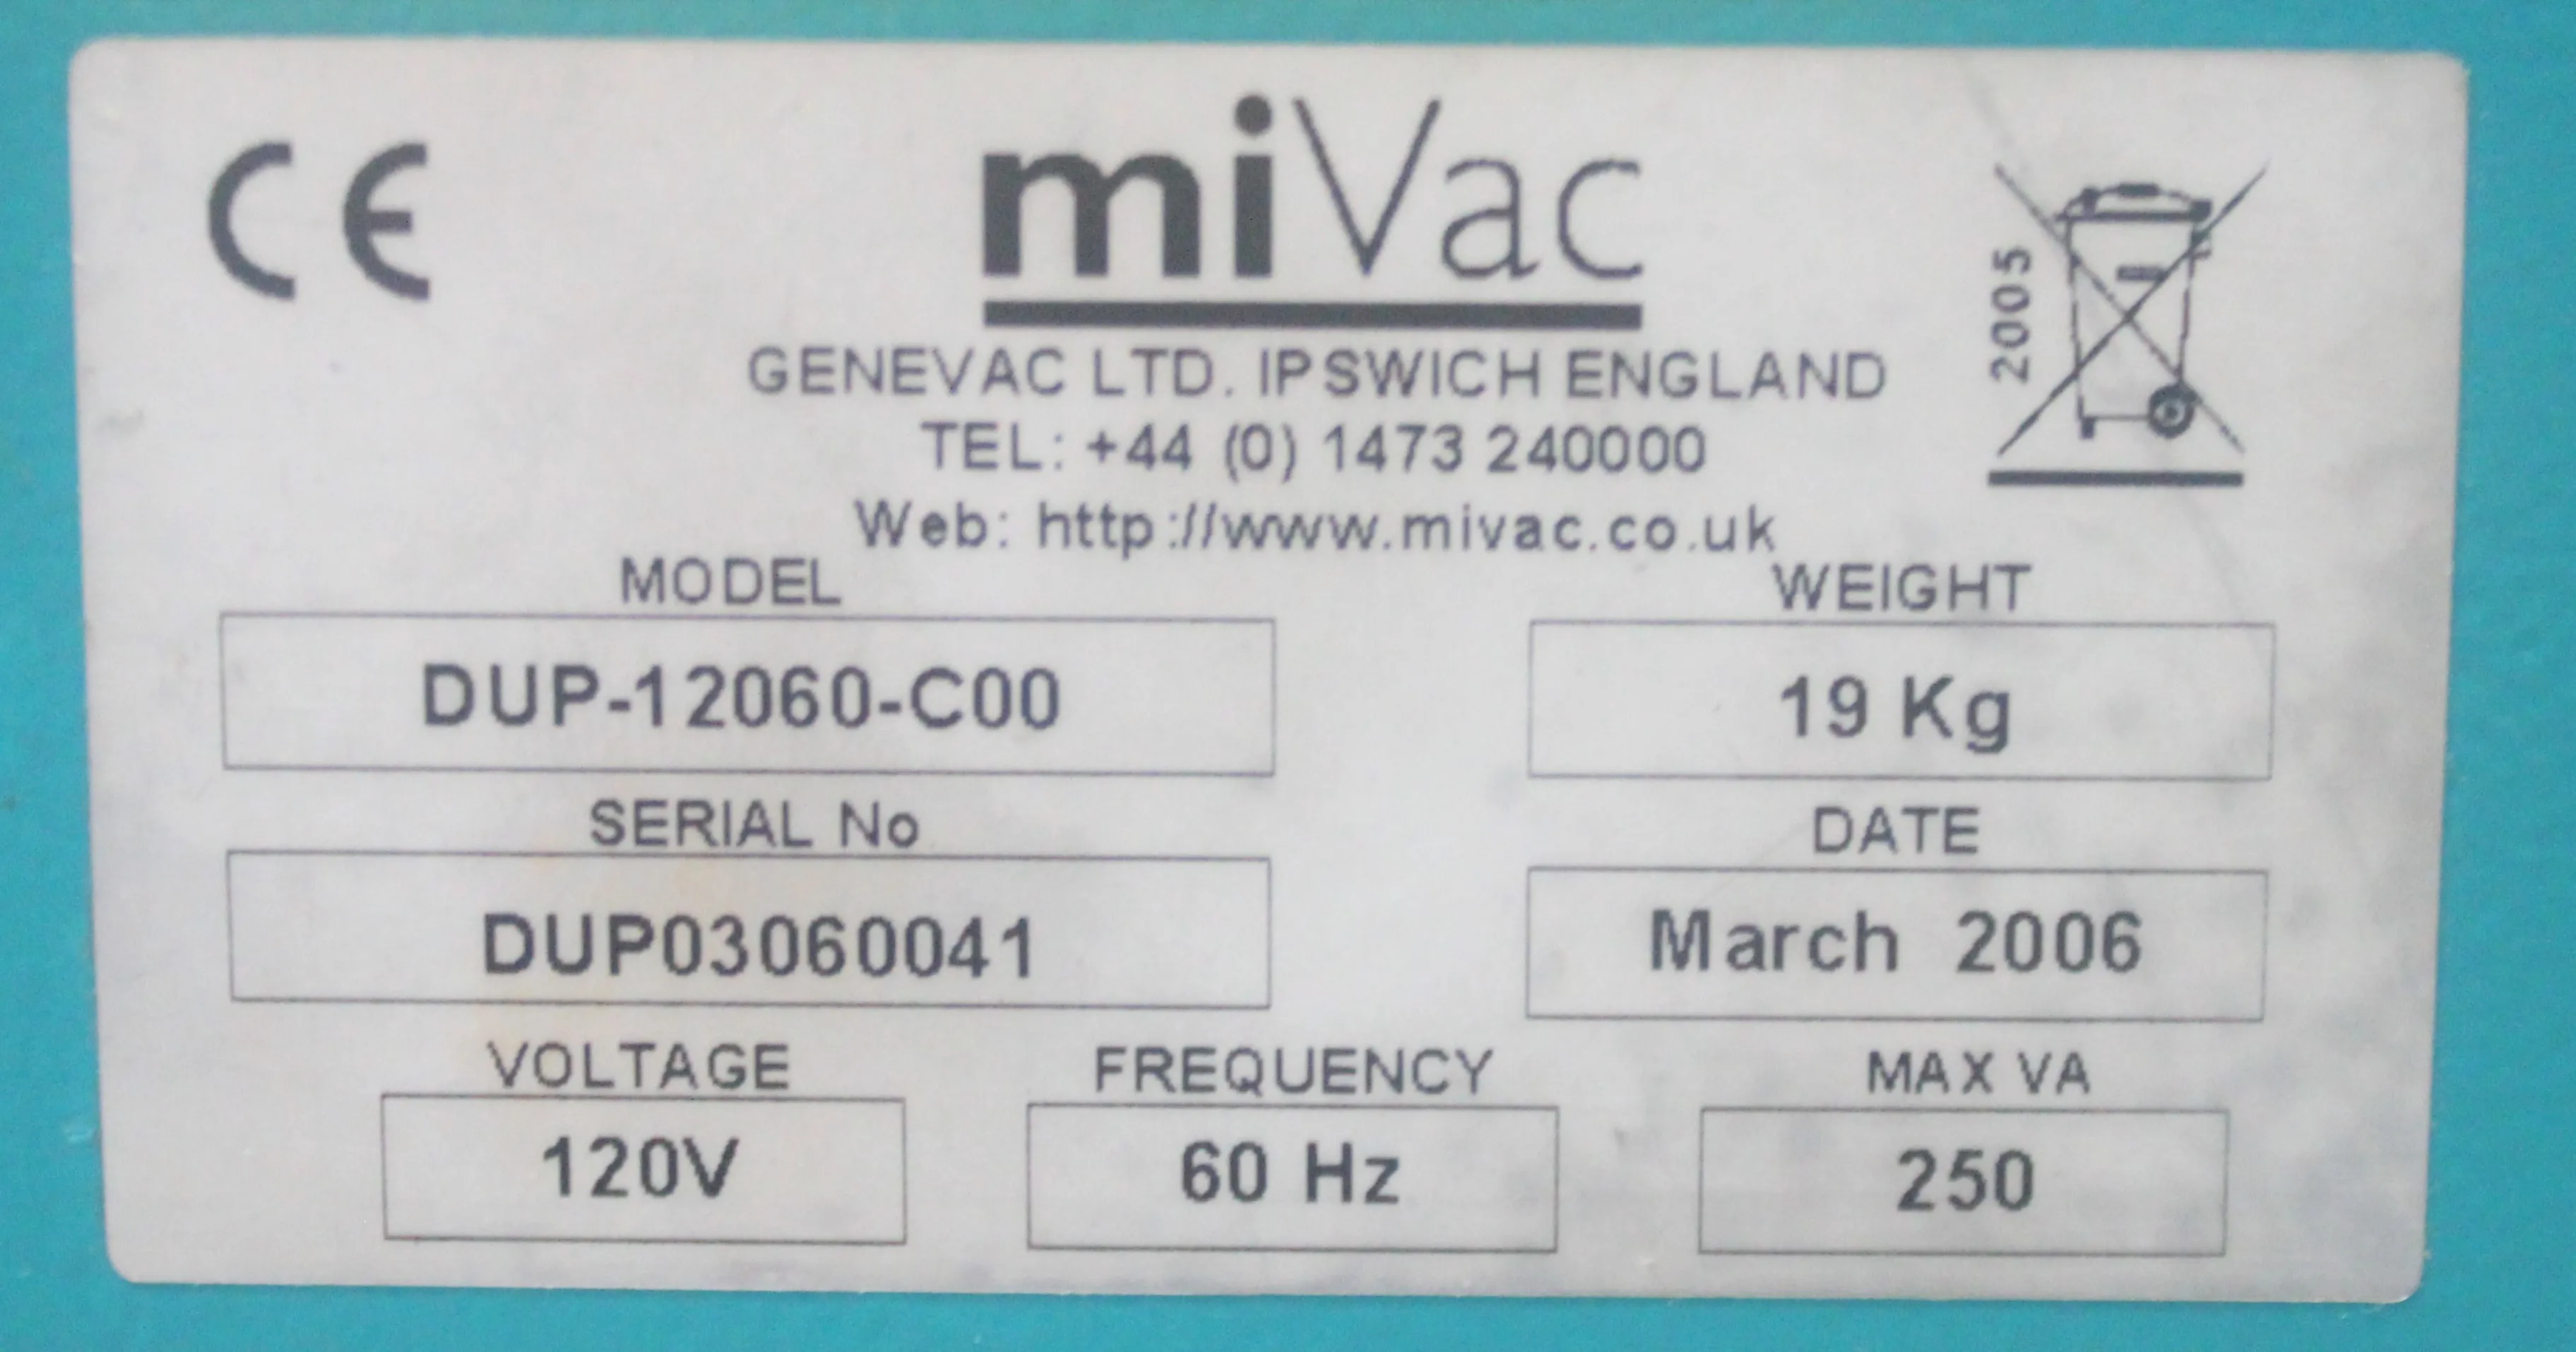 CE
miVac
2005
GENEVAC LTD. IPSWICH ENGLAND
TEL: +44 (0) 1473 240000
Web: http://www.mivac.co.uk
MODEL
WEIGHT
DUP-12060-C00
19 Kg
SERIAL No
DATE
DUP03060041
March 2006
VOLTAGE
FREQUENCY
MAX VA
120V
60 Hz
250